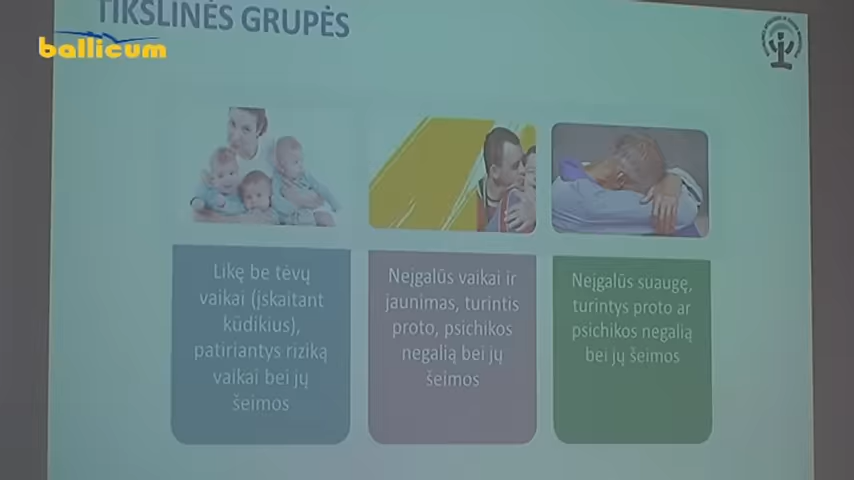 TIKSLINĖS GRUPĖS
ballicum
Likę be tėvų
vaikai (įskaitant
kūdikius),
patiriantys riziką
vaikai bei jų
šeimos
Neįgalūs vaikai ir
jaunimas, turintis
proto, psichikos
negalią bei jų
šeimos
Neįgalūs suaugę,
turintys proto ar
psichikos negalią
bei jų šeimos